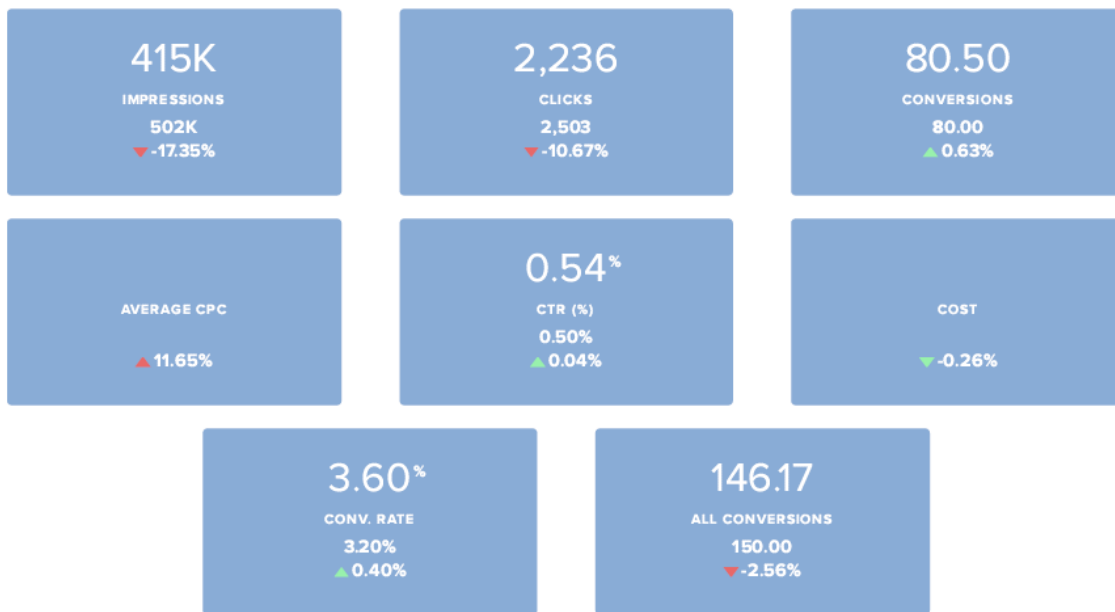 415K
IMPRESSIONS
502K
-17.35%
2,236
CLICKS
2,503
-10.67%
80.50
CONVERSIONS
80.00
0.63%
AVERAGE CPC
11.65%
0.54%
CTR (%)
0.50%
0.04%
COST
-0.26%
3.60%
CONV. RATE
3.20%
0.40%
146.17
ALL CONVERSIONS
150.00
-2.56%